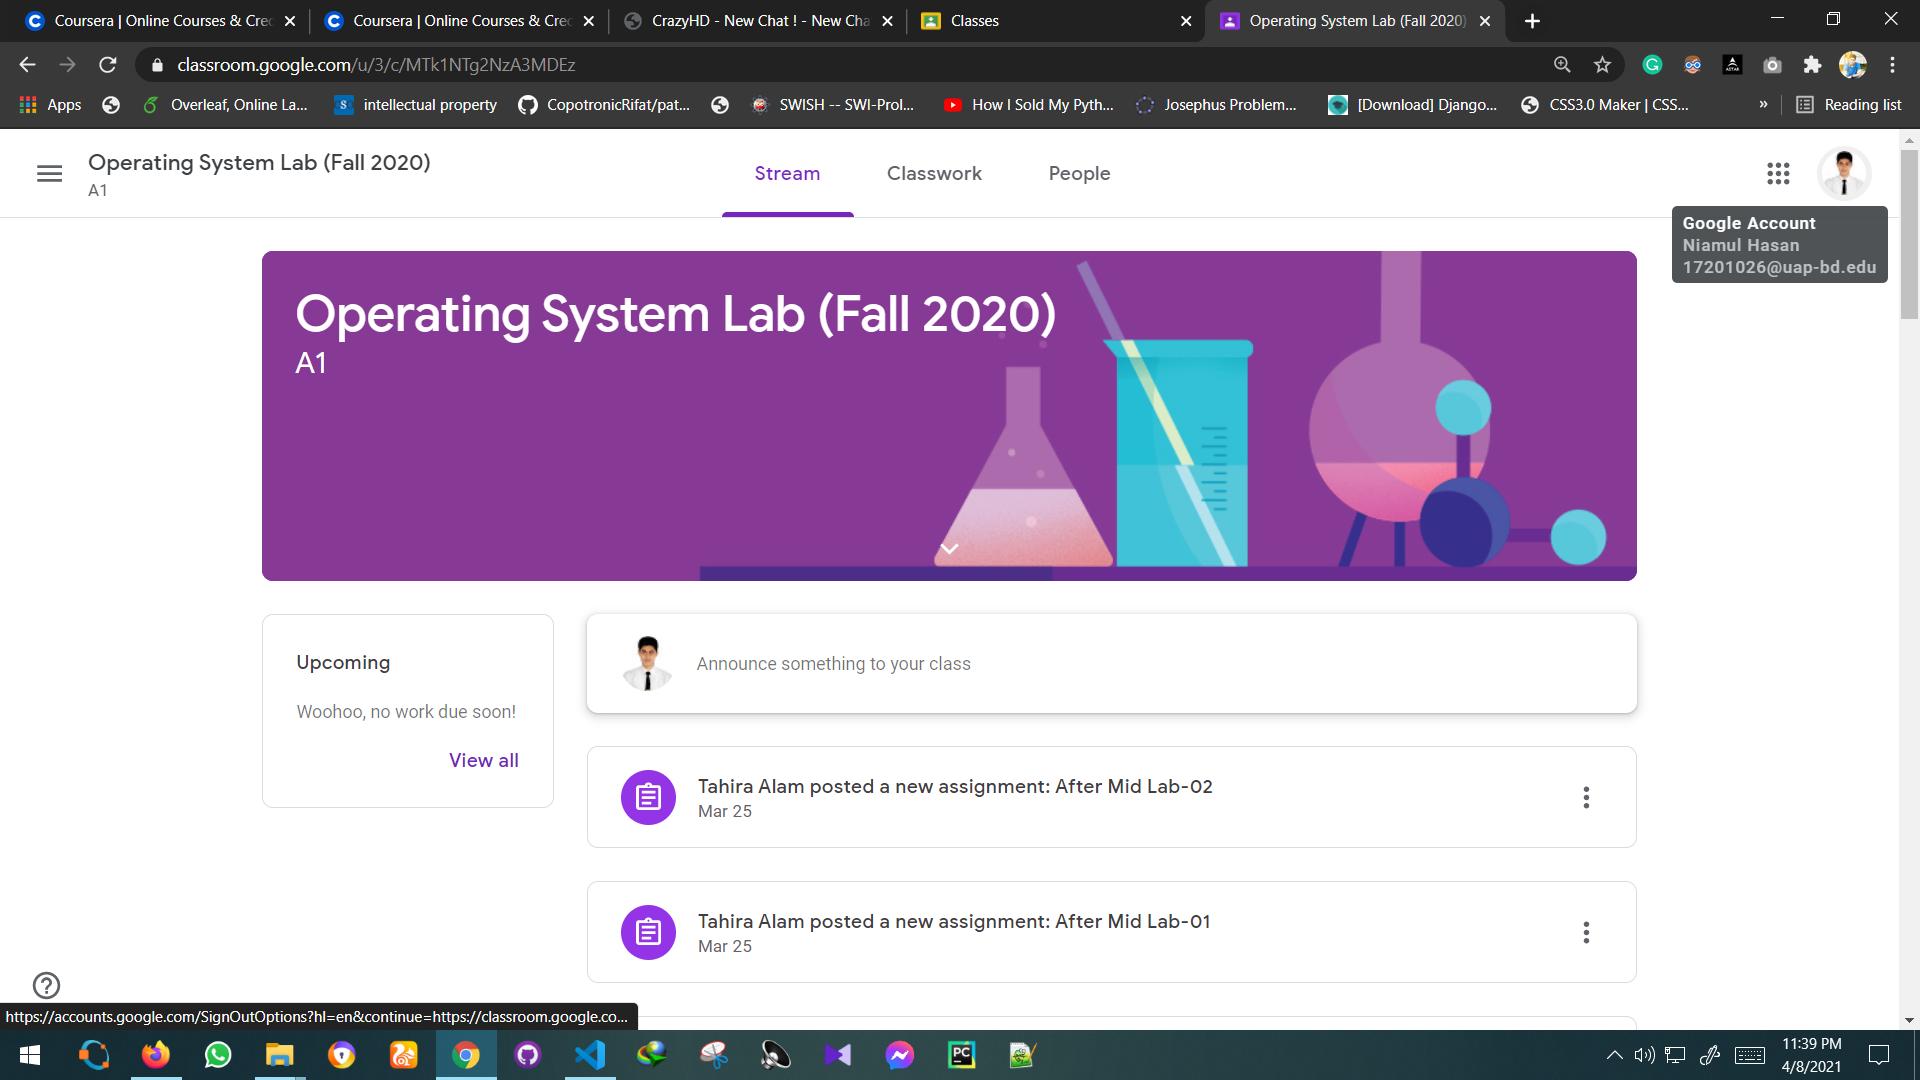 Coursera | Online Courses & Cred
Coursera | Online Courses & Cred
CrazyHD - New Chat ! - New Cha
Classes
Operating System Lab (Fall 2020)
classroom.google.com/u/3/c/MTk1NTg2NzA3MDEz
Apps
Overleaf, Online La...
intellectual property
CopotronicRifat/pat...
SWISH -- SWI-Prol...
How I Sold My Pyth...
Josephus Problem...
[Download] Django...
CSS3.0 Maker | CSS...
»
Reading list
Operating System Lab (Fall 2020)
A1
Stream
Classwork
People
Google Account
Niamul Hasan
17201026@uap-bd.edu
Operating System Lab (Fall 2020)
A1
Upcoming
Woohoo, no work due soon!
View all
Announce something to your class
Tahira Alam posted a new assignment: After Mid Lab-02
Mar 25
Tahira Alam posted a new assignment: After Mid Lab-01
Mar 25
https://accounts.google.com/SignOutOptions?hl=en&continue=https://classroom.google.co...
11:39 PM
4/8/2021